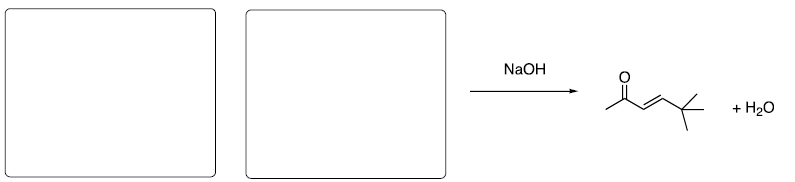 NaOH
O
+ H₂O